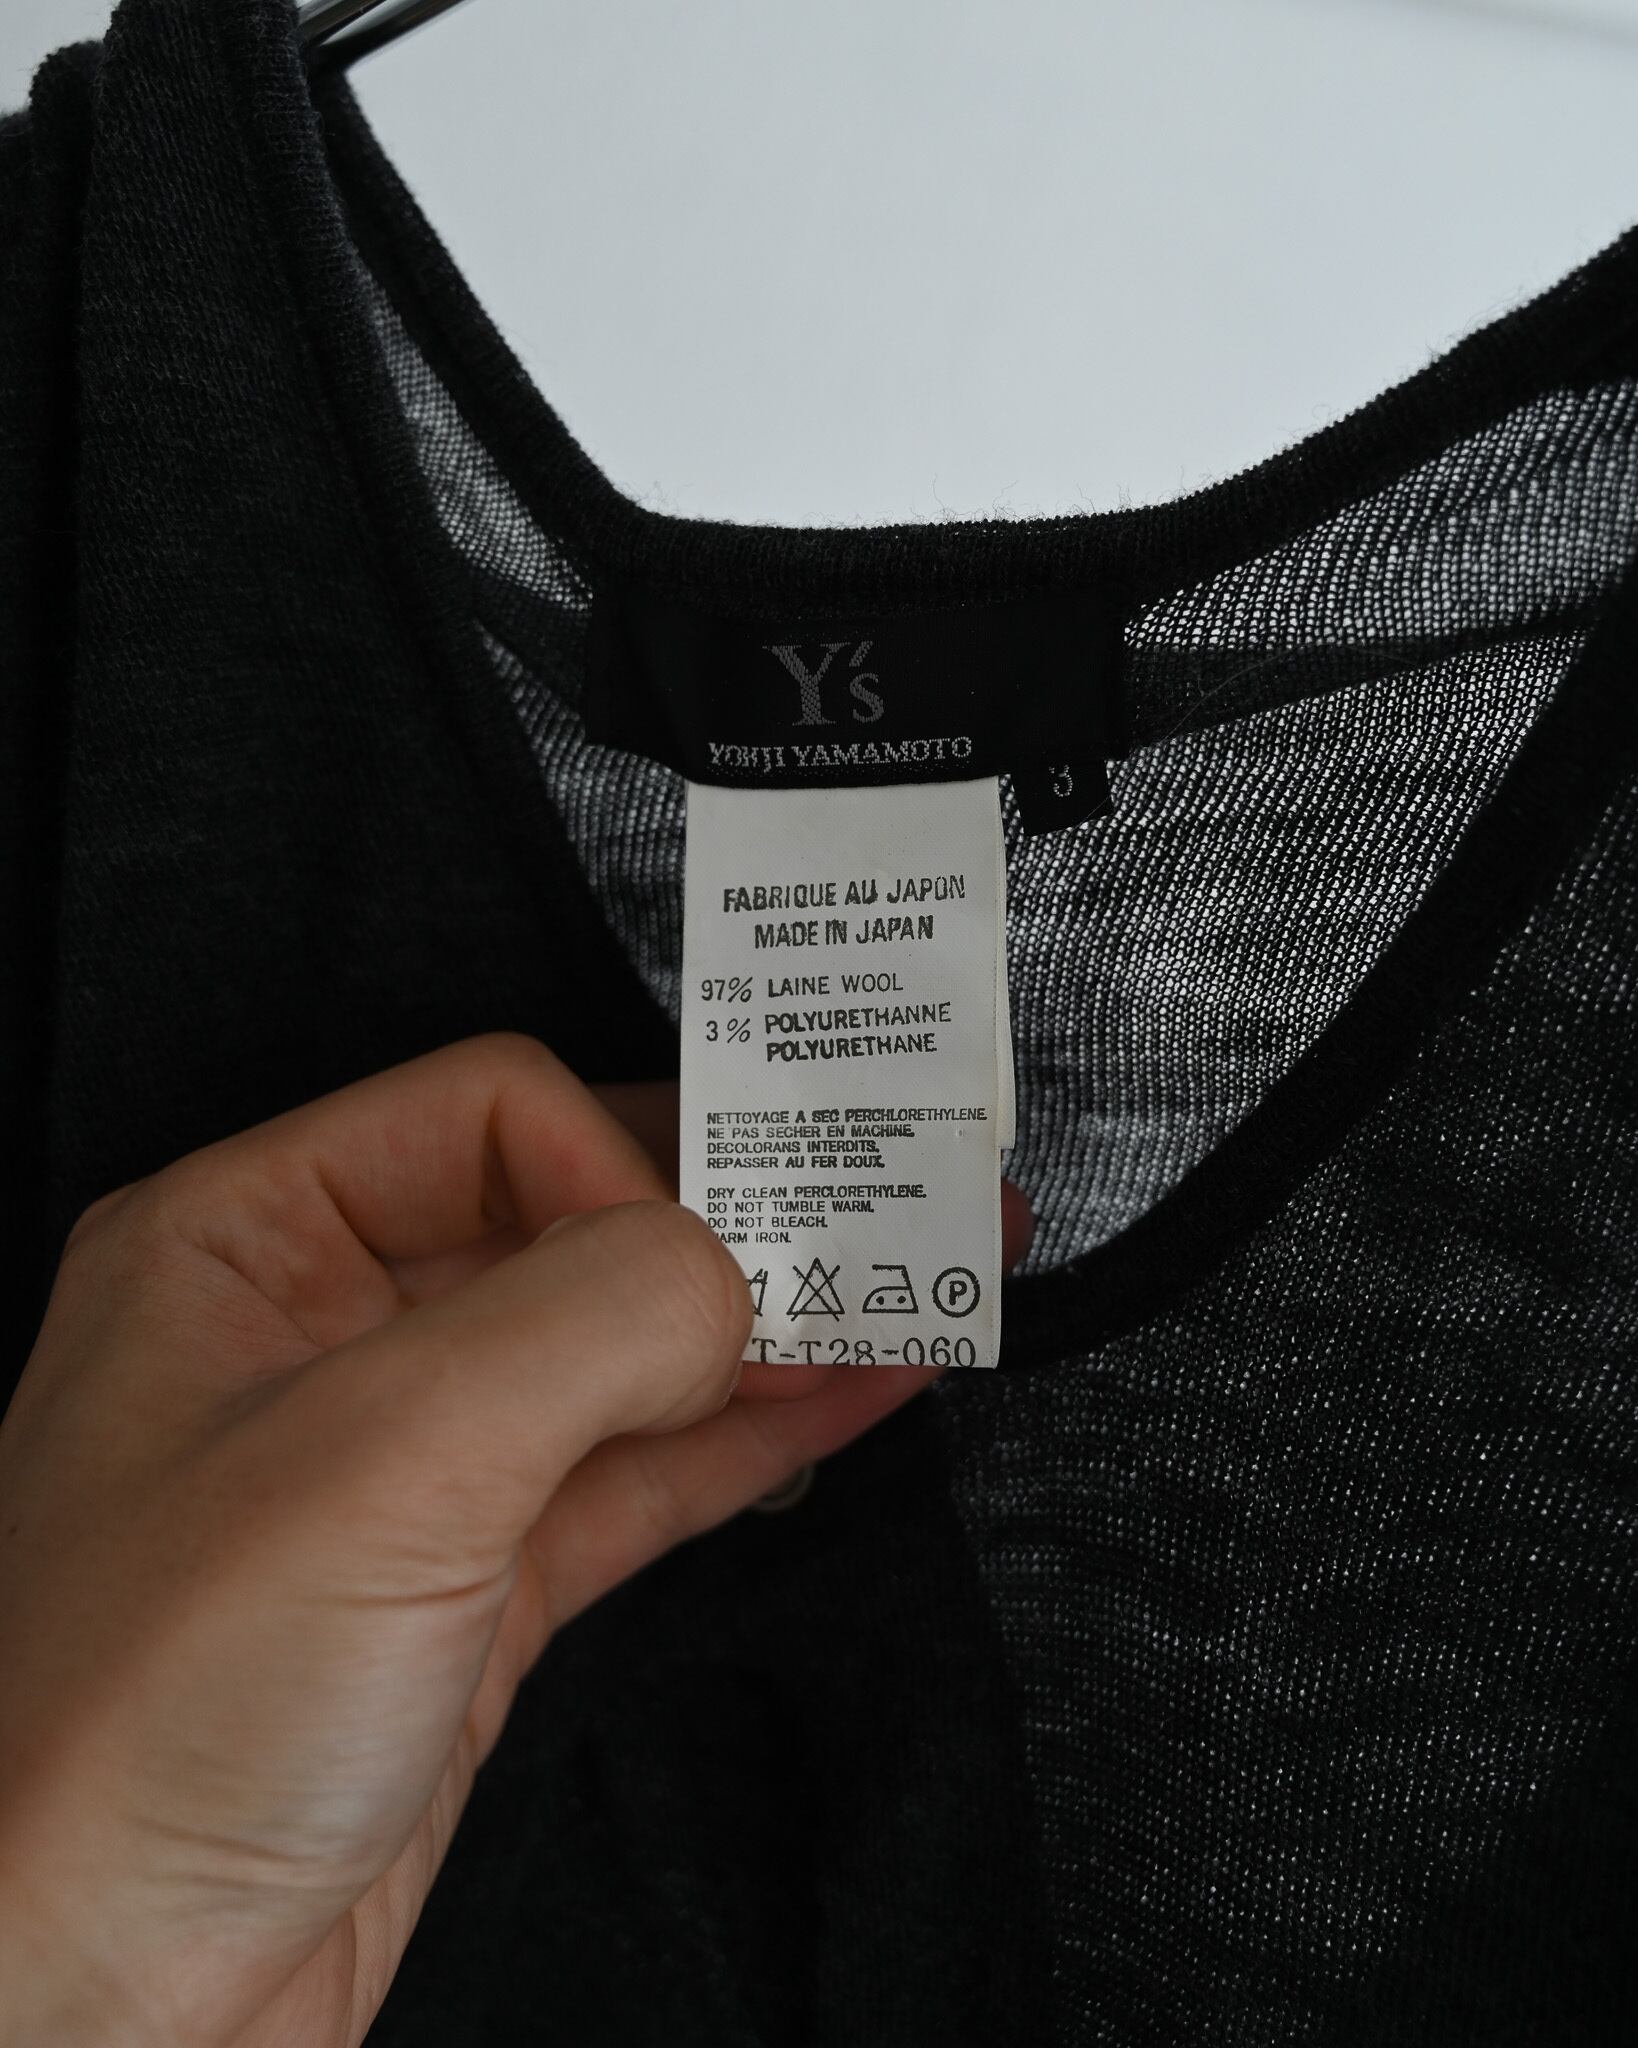 Y's
YOHJI YAMAMOTO
3
FABRIQUE AU JAPON
MADE IN JAPAN
97% LAINE WOOL
3% POLYURETHANNE
POLYURETHANE
NETTOYAGE A SEC PERCHLORETHYLENE
NE PAS SECHER EN MACHINE.
DECOLORANS INTERDITS.
REPASSER AU FER DOUX.
DRY CLEAN PERCLORETHYLENE.
DO NOT TUMBLE WARM.
DO NOT BLEACH.
IRON.
P
T-T28-060